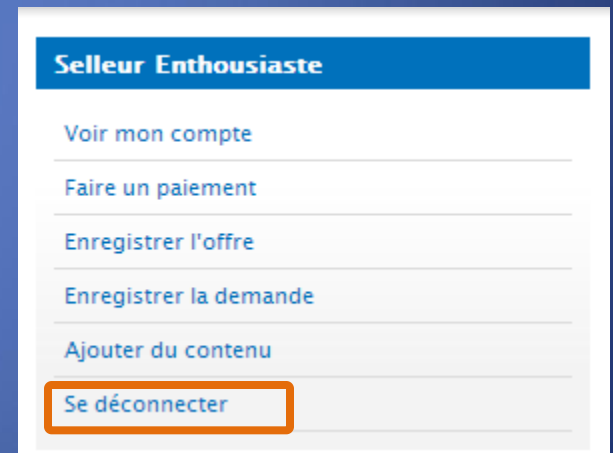 Selleur Enthousiaste
Voir mon compte
Faire un paiement
Enregistrer l'offre
Enregistrer la demande
Ajouter du contenu
Se déconnecter